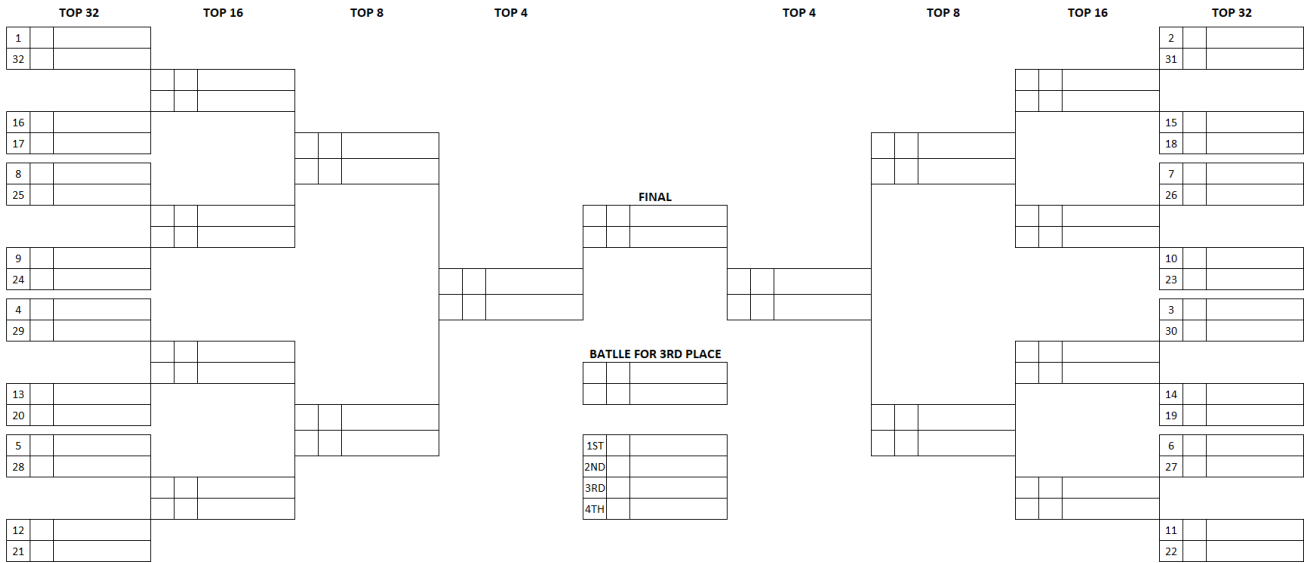 TOP 32 TOP 16 TOP 8 TOP 4 TOP 4 TOP 8 TOP 16 TOP 32
1 2
32 31
16 15
17 18
8 7
25 26
FINAL
9 10
24 23
4 3
29 30
BATLLE FOR 3RD PLACE
13 14
20 19
5 1ST 6
28 2ND 27
3RD
4TH
12 11
21 22